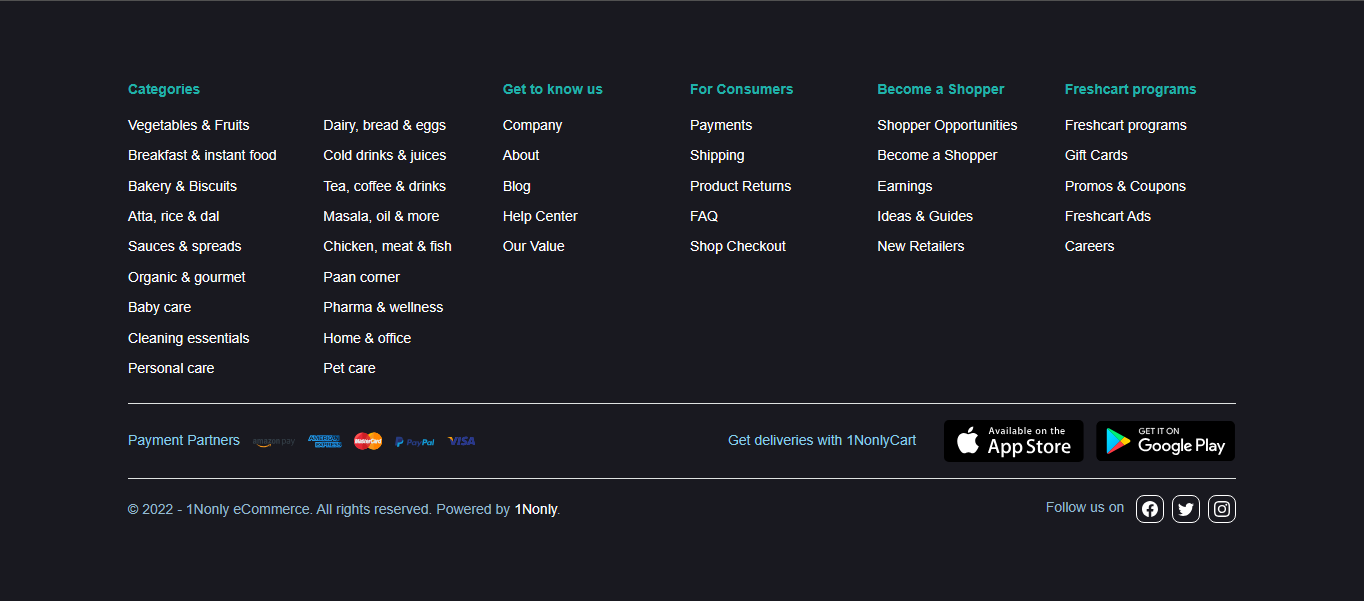 Categories
Vegetables & Fruits
Breakfast & instant food
Bakery & Biscuits
Atta, rice & dal
Sauces & spreads
Organic & gourmet
Baby care
Cleaning essentials
Personal care
Dairy, bread & eggs
Cold drinks & juices
Tea, coffee & drinks
Masala, oil & more
Chicken, meat & fish
Paan corner
Pharma & wellness
Home & office
Pet care
Get to know us
Company
About
Blog
Help Center
Our Value
For Consumers
Payments
Shipping
Product Returns
FAQ
Shop Checkout
Become a Shopper
Shopper Opportunities
Become a Shopper
Earnings
Ideas & Guides
New Retailers
Freshcart programs
Freshcart programs
Gift Cards
Promos & Coupons
Freshcart Ads
Careers
Payment Partners
amazon pay
AMERICAN EXPRESS
MasterCard
PayPal
VISA
Get deliveries with 1NonlyCart
Available on the
App Store
GET IT ON
Google Play
© 2022 - 1Nonly eCommerce. All rights reserved. Powered by 1Nonly.
Follow us on